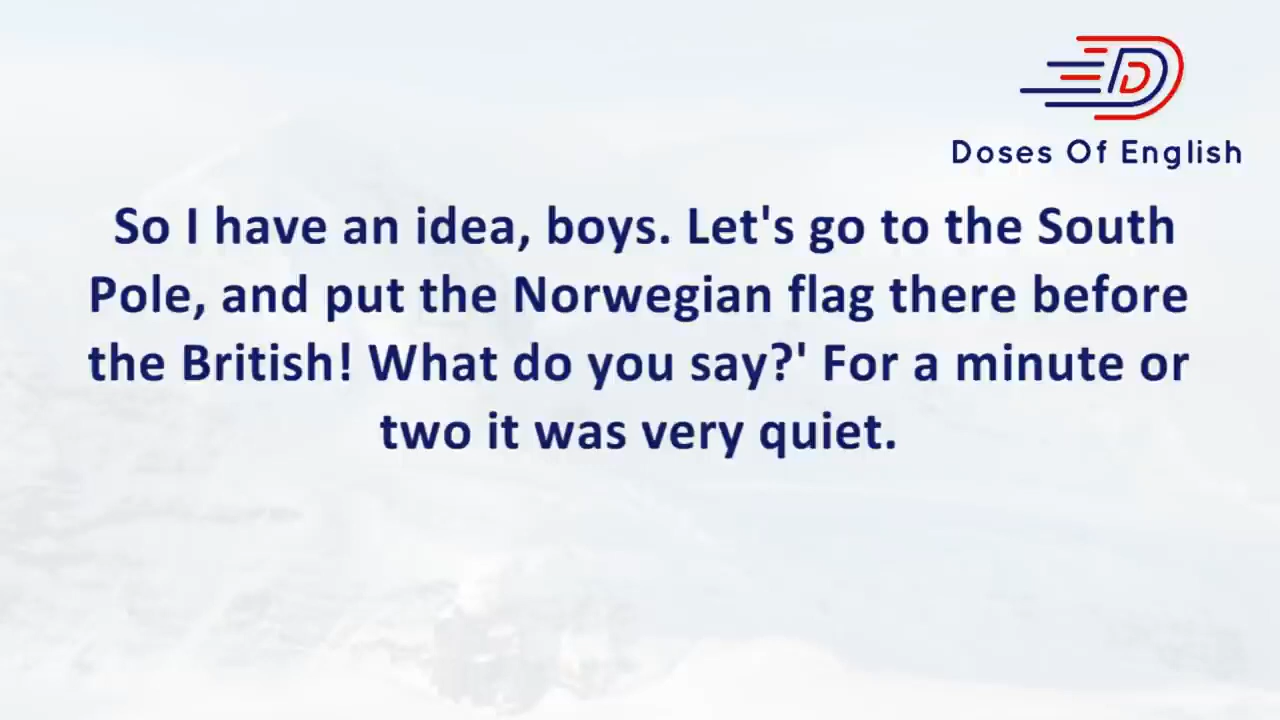 Doses Of English
So I have an idea, boys. Let's go to the South
Pole, and put the Norwegian flag there before
the British! What do you say?' For a minute or
two it was very quiet.